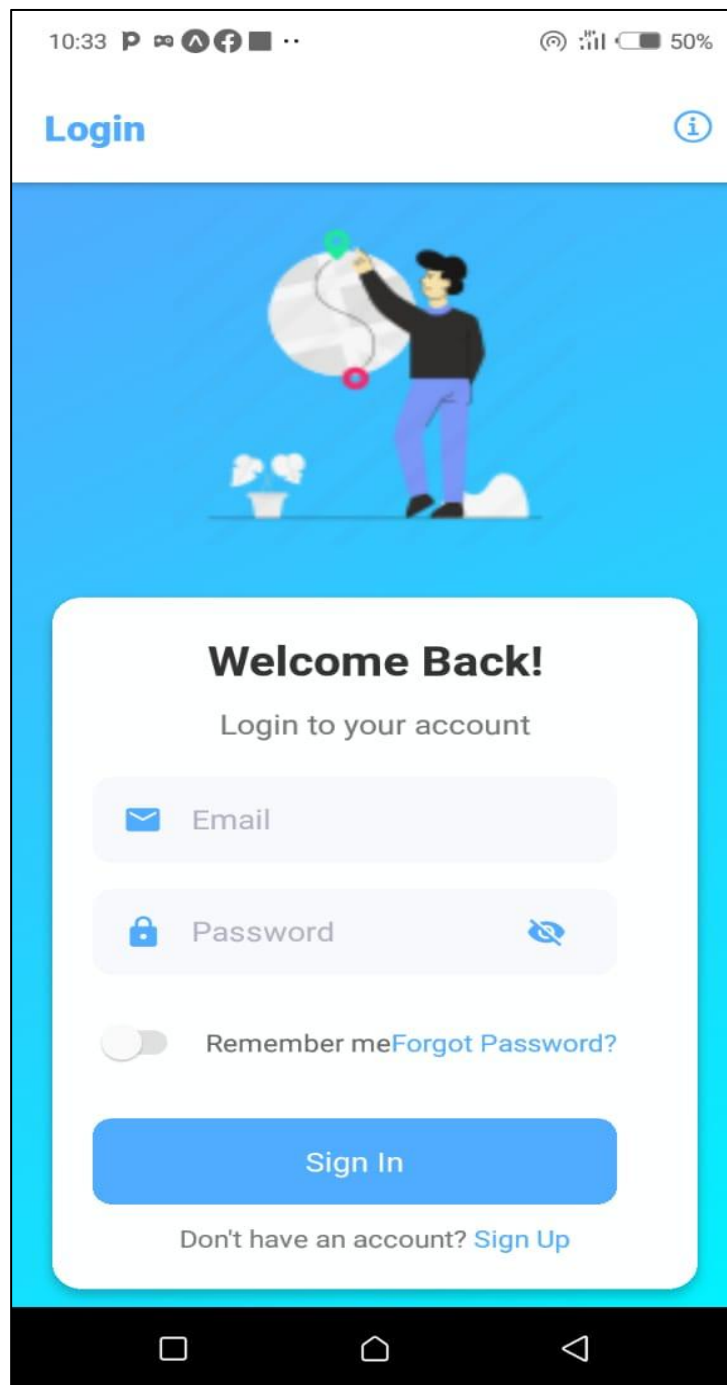 10:33 50%
Login
Welcome Back!
Login to your account
Email
Password
Remember meForgot Password?
Sign In
Don't have an account? Sign Up